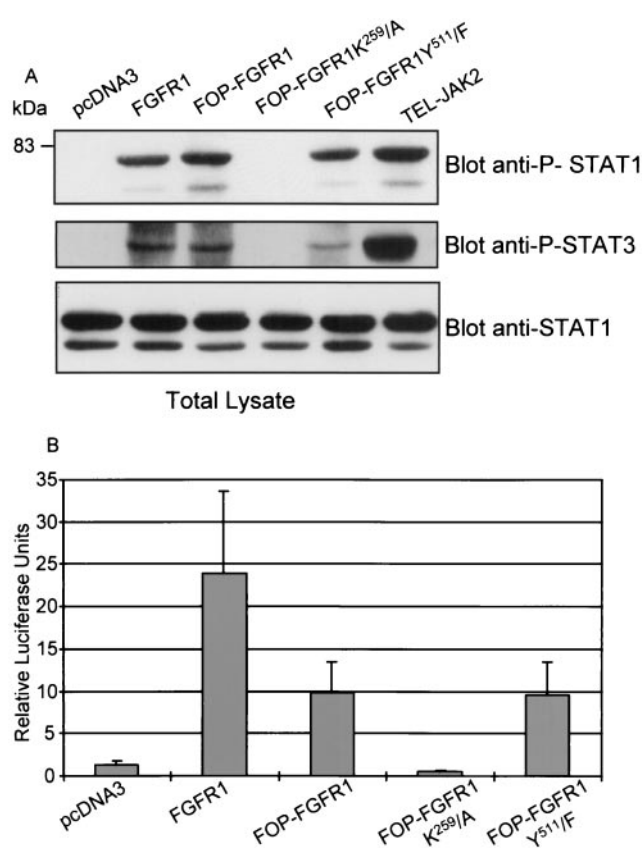 A
kDa
pcDNA3
FGFR1
FOP-FGFR1
FOP-FGFR1K²⁵⁹/A
FOP-FGFR1Y⁵¹¹/F
TEL-JAK2
83
Blot anti-P- STAT1
Blot anti-P-STAT3
Blot anti-STAT1
Total Lysate
B
Relative Luciferase Units
35
30
25
20
15
10
5
0
pcDNA3
FGFR1
FOP-FGFR1
FOP-FGFR1
K²⁵⁹/A
FOP-FGFR1
Y⁵¹¹/F